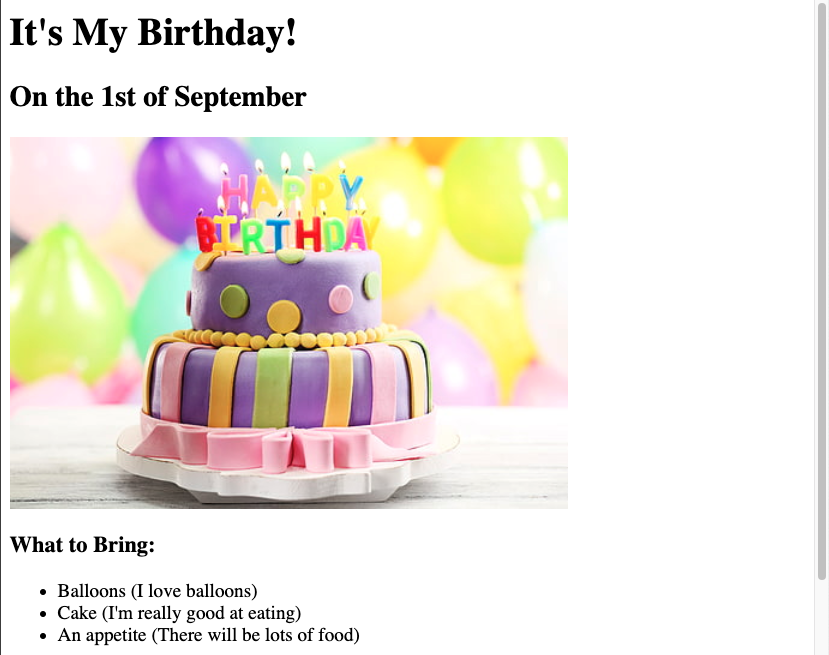 It's My Birthday!
On the 1st of September
HAPPY
BIRTHDAY
What to Bring:
Balloons (I love balloons)
Cake (I'm really good at eating)
An appetite (There will be lots of food)